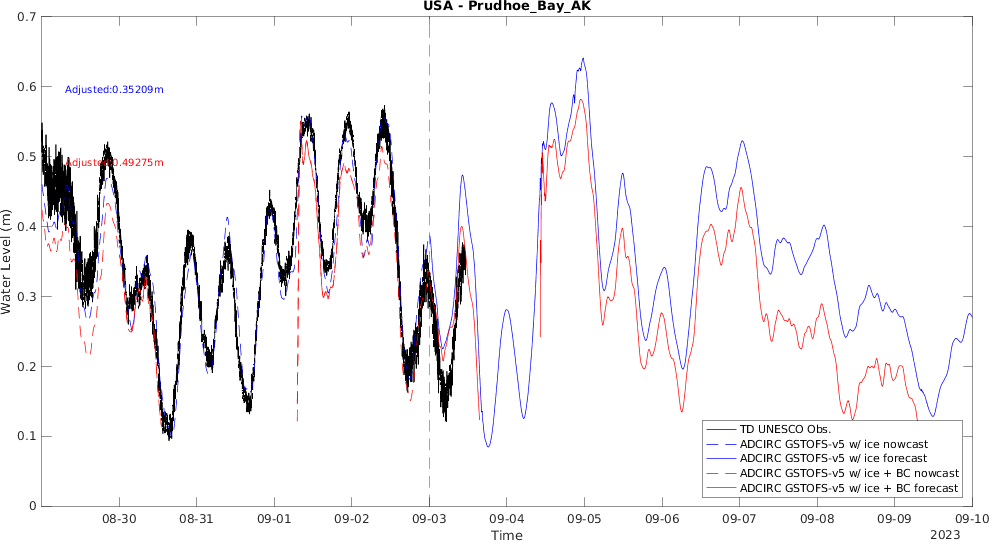 USA - Prudhoe_Bay_AK
0.7
0.6
0.5
0.4
0.3
0.2
0.1
0
Water Level (m)
Adjusted:0.35209m
Adjusted:0.49275m
TD UNESCO Obs.
ADCIRC GSTOFS-v5 w/ ice nowcast
ADCIRC GSTOFS-v5 w/ ice forecast
ADCIRC GSTOFS-v5 w/ ice + BC nowcast
ADCIRC GSTOFS-v5 w/ ice + BC forecast
08-30 08-31 09-01 09-02 09-03 09-04 09-05 09-06 09-07 09-08 09-09 09-10
Time
2023